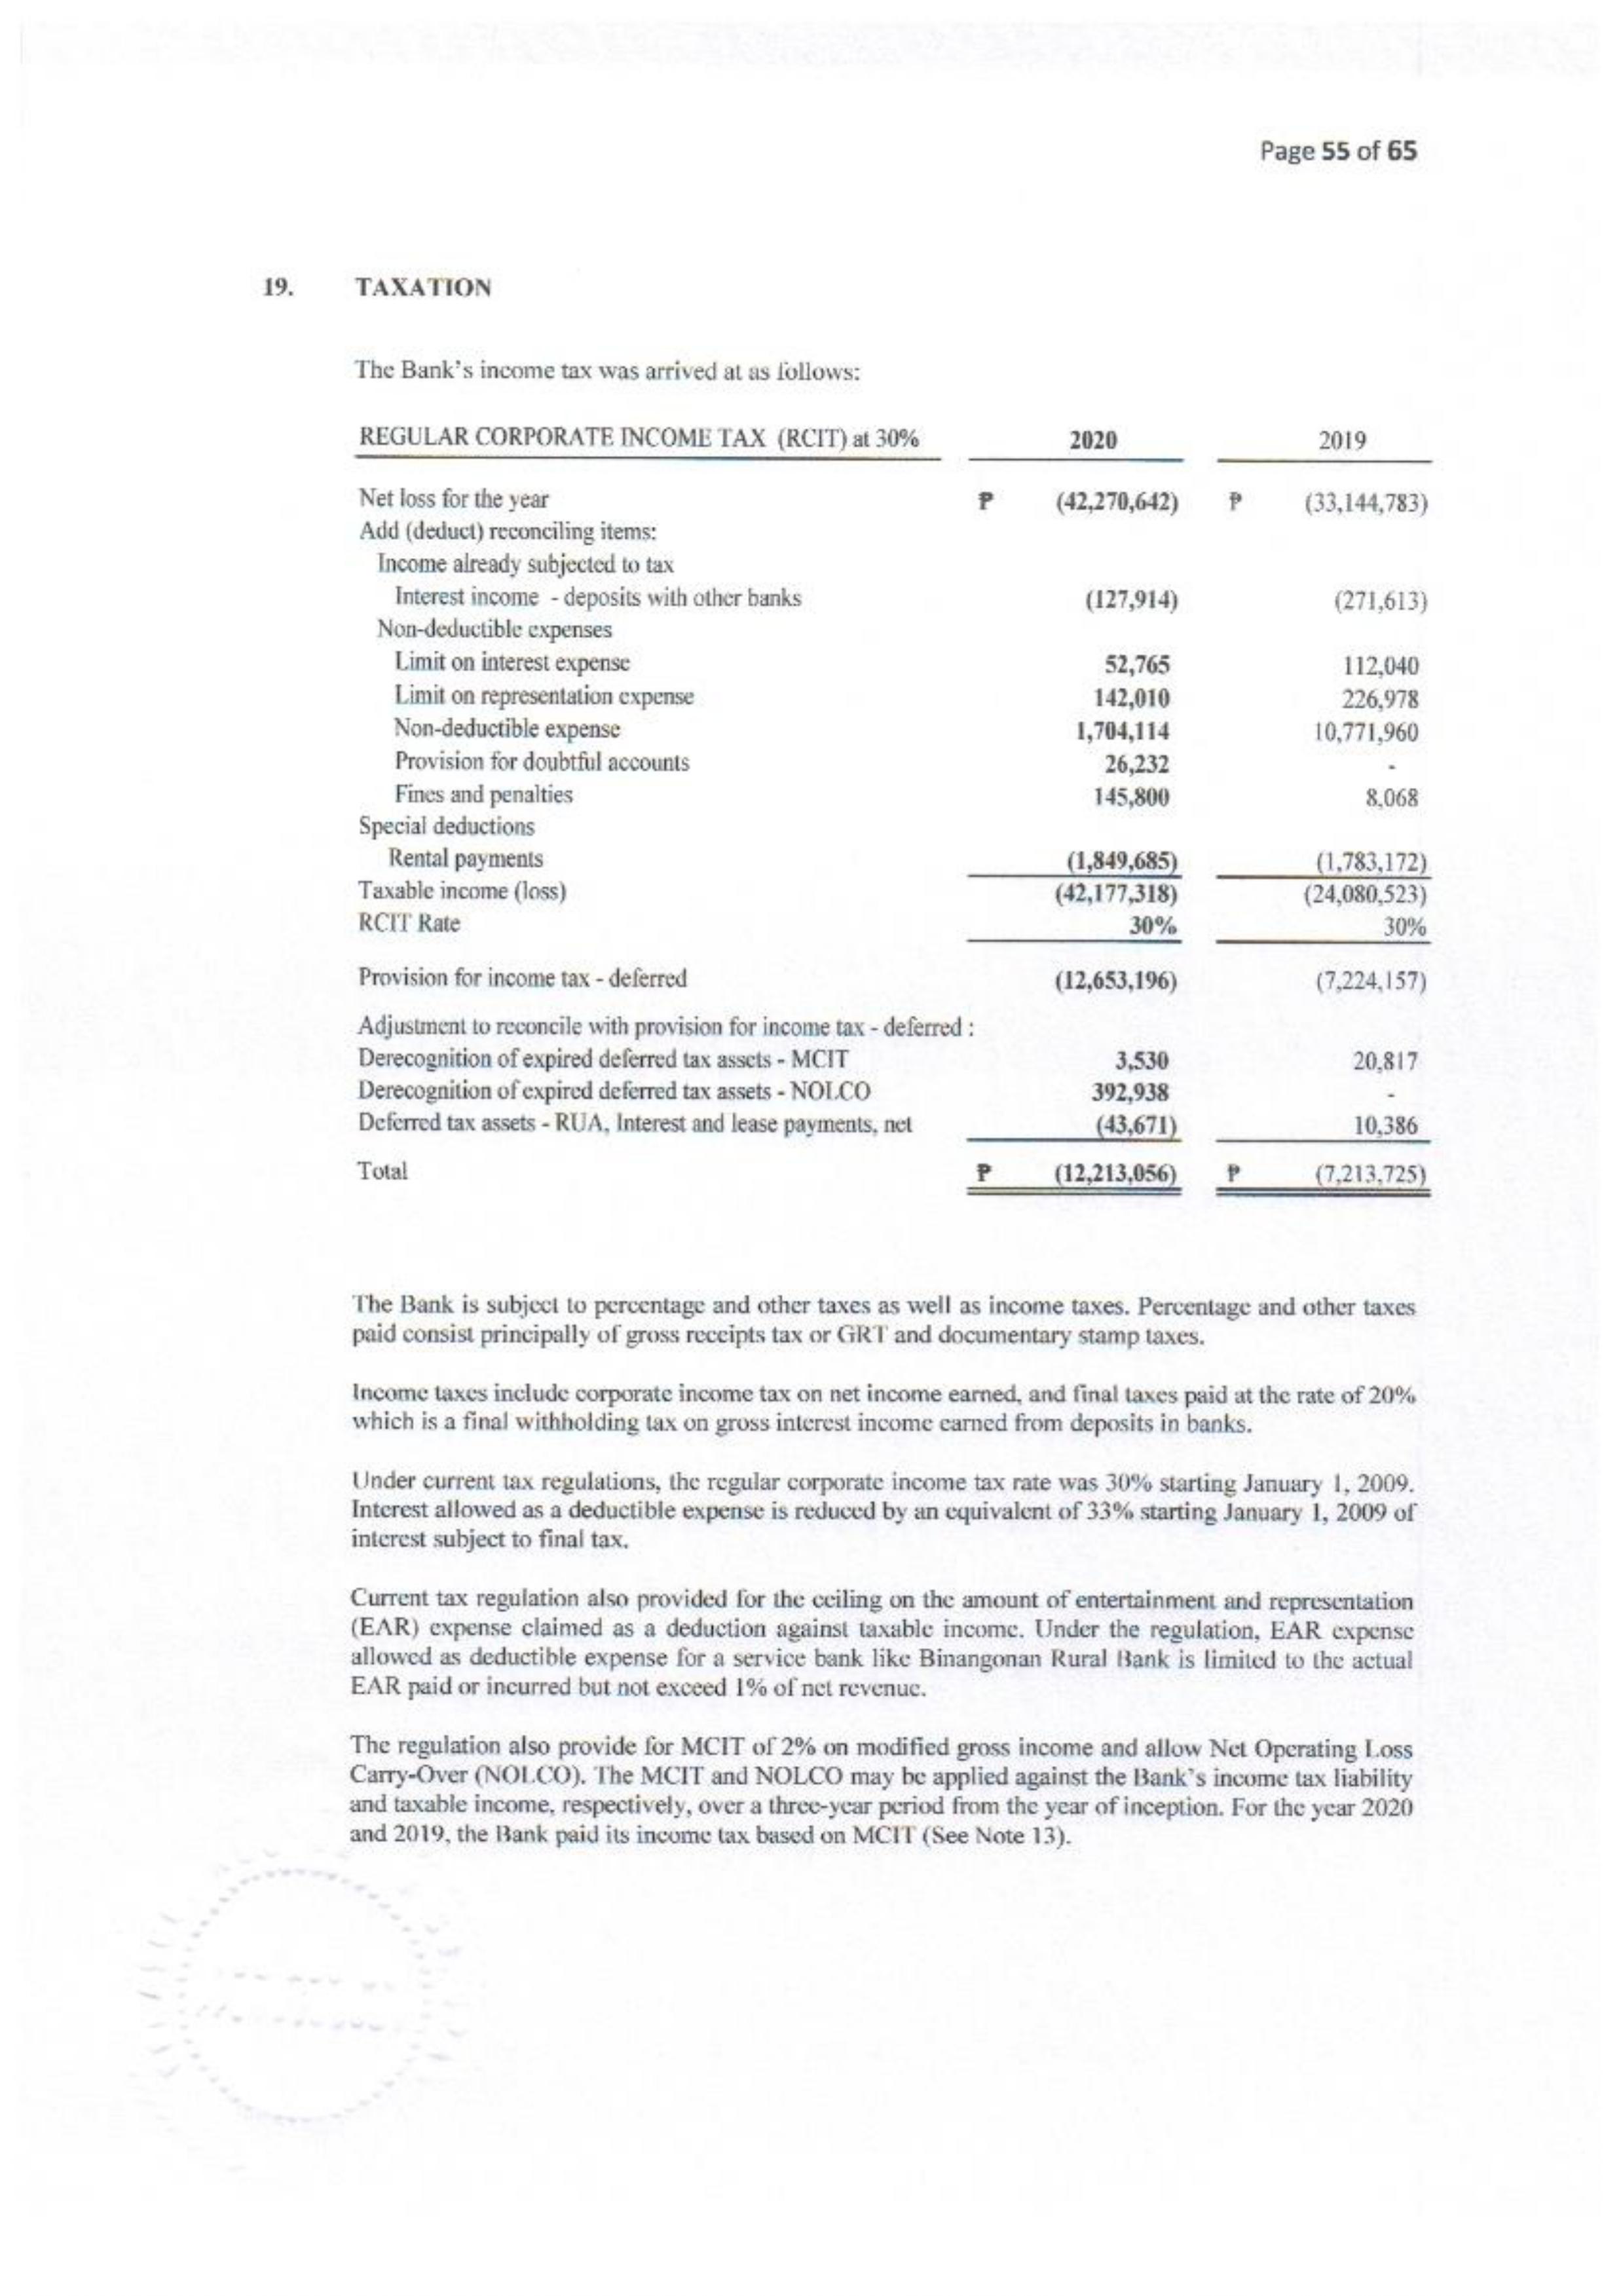 Page 55 of 65
19. TAXATION
The Bank's income tax was arrived at as follows:
REGULAR CORPORATE INCOME TAX (RCIT) at 30% 2020 2019
Net loss for the year ₱ (42,270,642) ₱ (33,144,783)
Add (deduct) reconciling items:
Income already subjected to tax
Interest income - deposits with other banks (127,914) (271,613)
Non-deductible expenses
Limit on interest expense 52,765 112,040
Limit on representation expense 142,010 226,978
Non-deductible expense 1,704,114 10,771,960
Provision for doubtful accounts 26,232 -
Fines and penalties 145,800 8,068
Special deductions
Rental payments (1,849,685) (1,783,172)
Taxable income (loss) (42,177,318) (24,080,523)
RCIT Rate 30% 30%
Provision for income tax - deferred (12,653,196) (7,224,157)
Adjustment to reconcile with provision for income tax - deferred :
Derecognition of expired deferred tax assets - MCIT 3,530 20,817
Derecognition of expired deferred tax assets - NOLCO 392,938 -
Deferred tax assets - RUA, Interest and lease payments, net (43,671) 10,386
Total ₱ (12,213,056) ₱ (7,213,725)
The Bank is subject to percentage and other taxes as well as income taxes. Percentage and other taxes
paid consist principally of gross receipts tax or GRT and documentary stamp taxes.
Income taxes include corporate income tax on net income earned, and final taxes paid at the rate of 20%
which is a final withholding tax on gross interest income earned from deposits in banks.
Under current tax regulations, the regular corporate income tax rate was 30% starting January 1, 2009.
Interest allowed as a deductible expense is reduced by an equivalent of 33% starting January 1, 2009 of
interest subject to final tax.
Current tax regulation also provided for the ceiling on the amount of entertainment and representation
(EAR) expense claimed as a deduction against taxable income. Under the regulation, EAR expense
allowed as deductible expense for a service bank like Binangonan Rural Bank is limited to the actual
EAR paid or incurred but not exceed 1% of net revenue.
The regulation also provide for MCIT of 2% on modified gross income and allow Net Operating Loss
Carry-Over (NOLCO). The MCIT and NOLCO may be applied against the Bank's income tax liability
and taxable income, respectively, over a three-year period from the year of inception. For the year 2020
and 2019, the Bank paid its income tax based on MCIT (See Note 13).